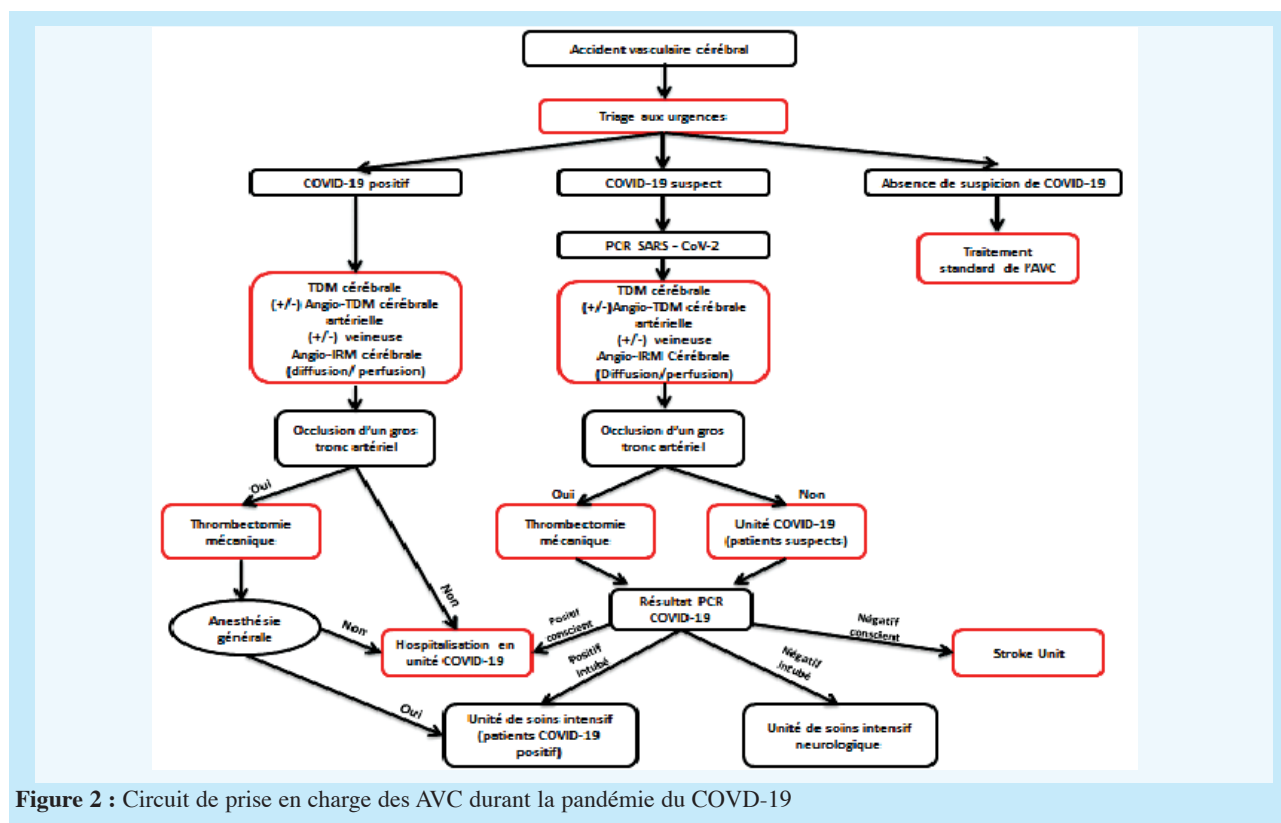 Accident vasculaire cérébral
Triage aux urgences
COVID-19 positif
COVID-19 suspect
Absence de suspicion de COVID-19
PCR SARS - CoV-2
Traitement
standard de l'AVC
TDM cérébrale
(+/-) Angio-TDM cérébrale
artérielle
(+/-) veineuse
Angio-IRM cérébrale
(diffusion/ perfusion)
TDM cérébrale
(+/-)Angio-TDM cérébrale
artérielle
(+/-) veineuse
Angio-IRM Cérébrale
(Diffusion/perfusion)
Occlusion d'un gros
tronc artériel
Occlusion d'un gros
tronc artériel
Oui
Oui
Non
Thrombectomie
mécanique
Thrombectomie
mécanique
Unité COVID-19
(patients suspects)
Non
Anesthésie
générale
Non
Hospitalisation en
unité COVID-19
Positif
conscient
Résultat PCR
COVID-19
Négatif
conscient
Stroke Unit
Positif
intubé
Négatif
intubé
Oui
Unité de soins intensif
(patients COVID-19
positif)
Unité de soins intensif
neurologique
Figure 2 : Circuit de prise en charge des AVC durant la pandémie du COVD-19